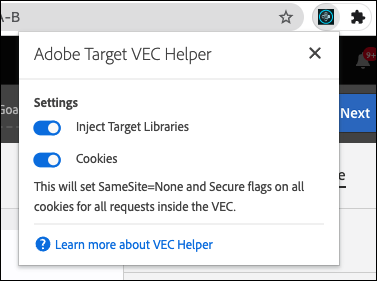 A-B
Adobe Target VEC Helper
9+
Goa
Settings
Inject Target Libraries
Next
Cookies
e
This will set SameSite=None and Secure flags on all
cookies for all requests inside the VEC.
Learn more about VEC Helper